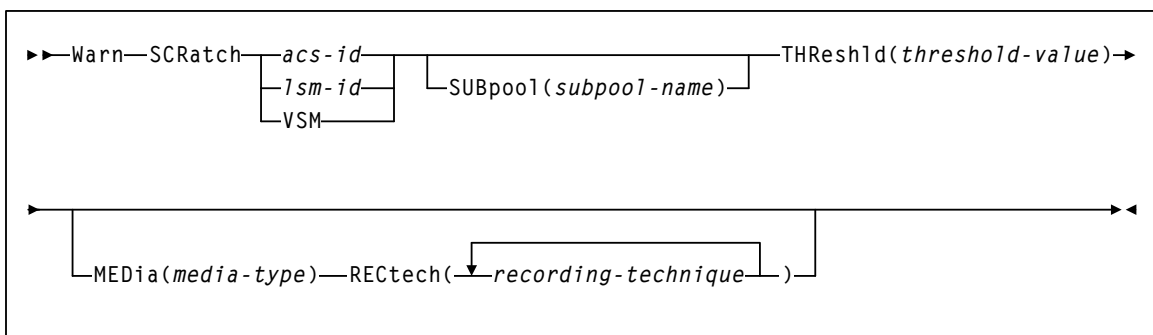 Warn SCRatch acs-id THReshld(threshold-value)
lsm-id SUBpool(subpool-name)
VSM
MEDia(media-type) RECtech( recording-technique )